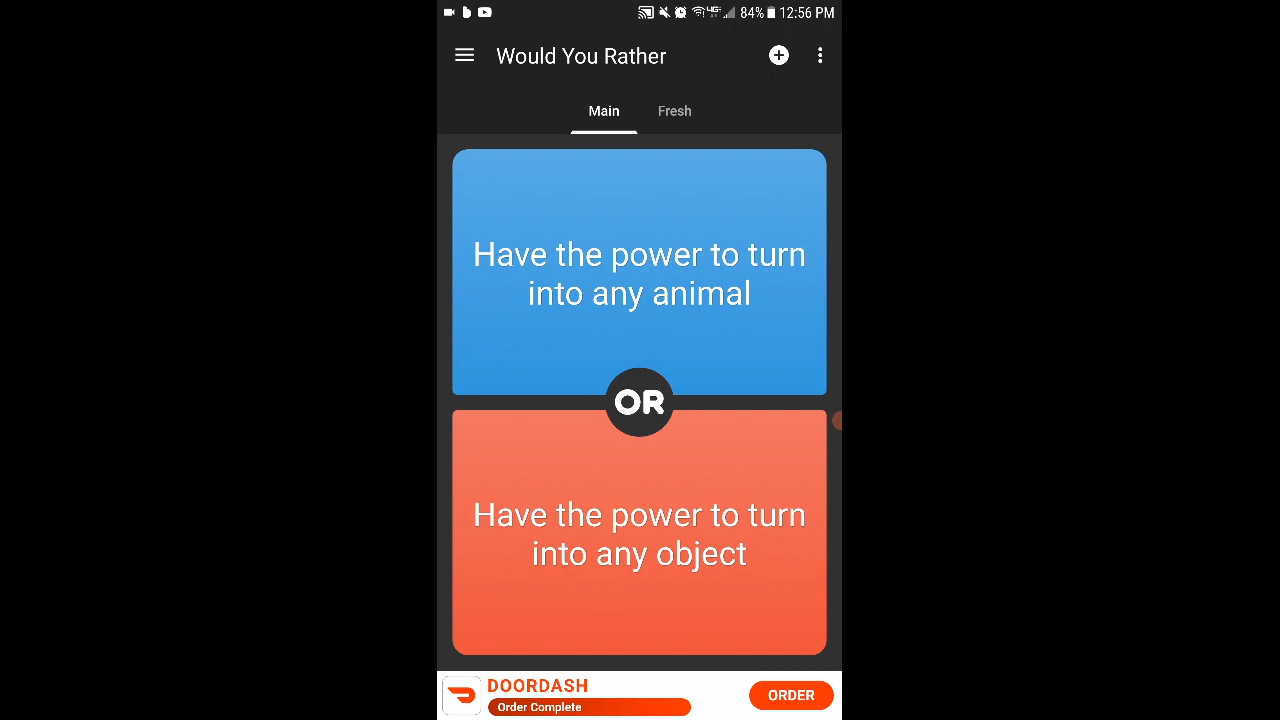 84% 12:56 PM
Would You Rather
Main Fresh
Have the power to turn
into any animal
OR
Have the power to turn
into any object
DOORDASH
Order Complete
ORDER